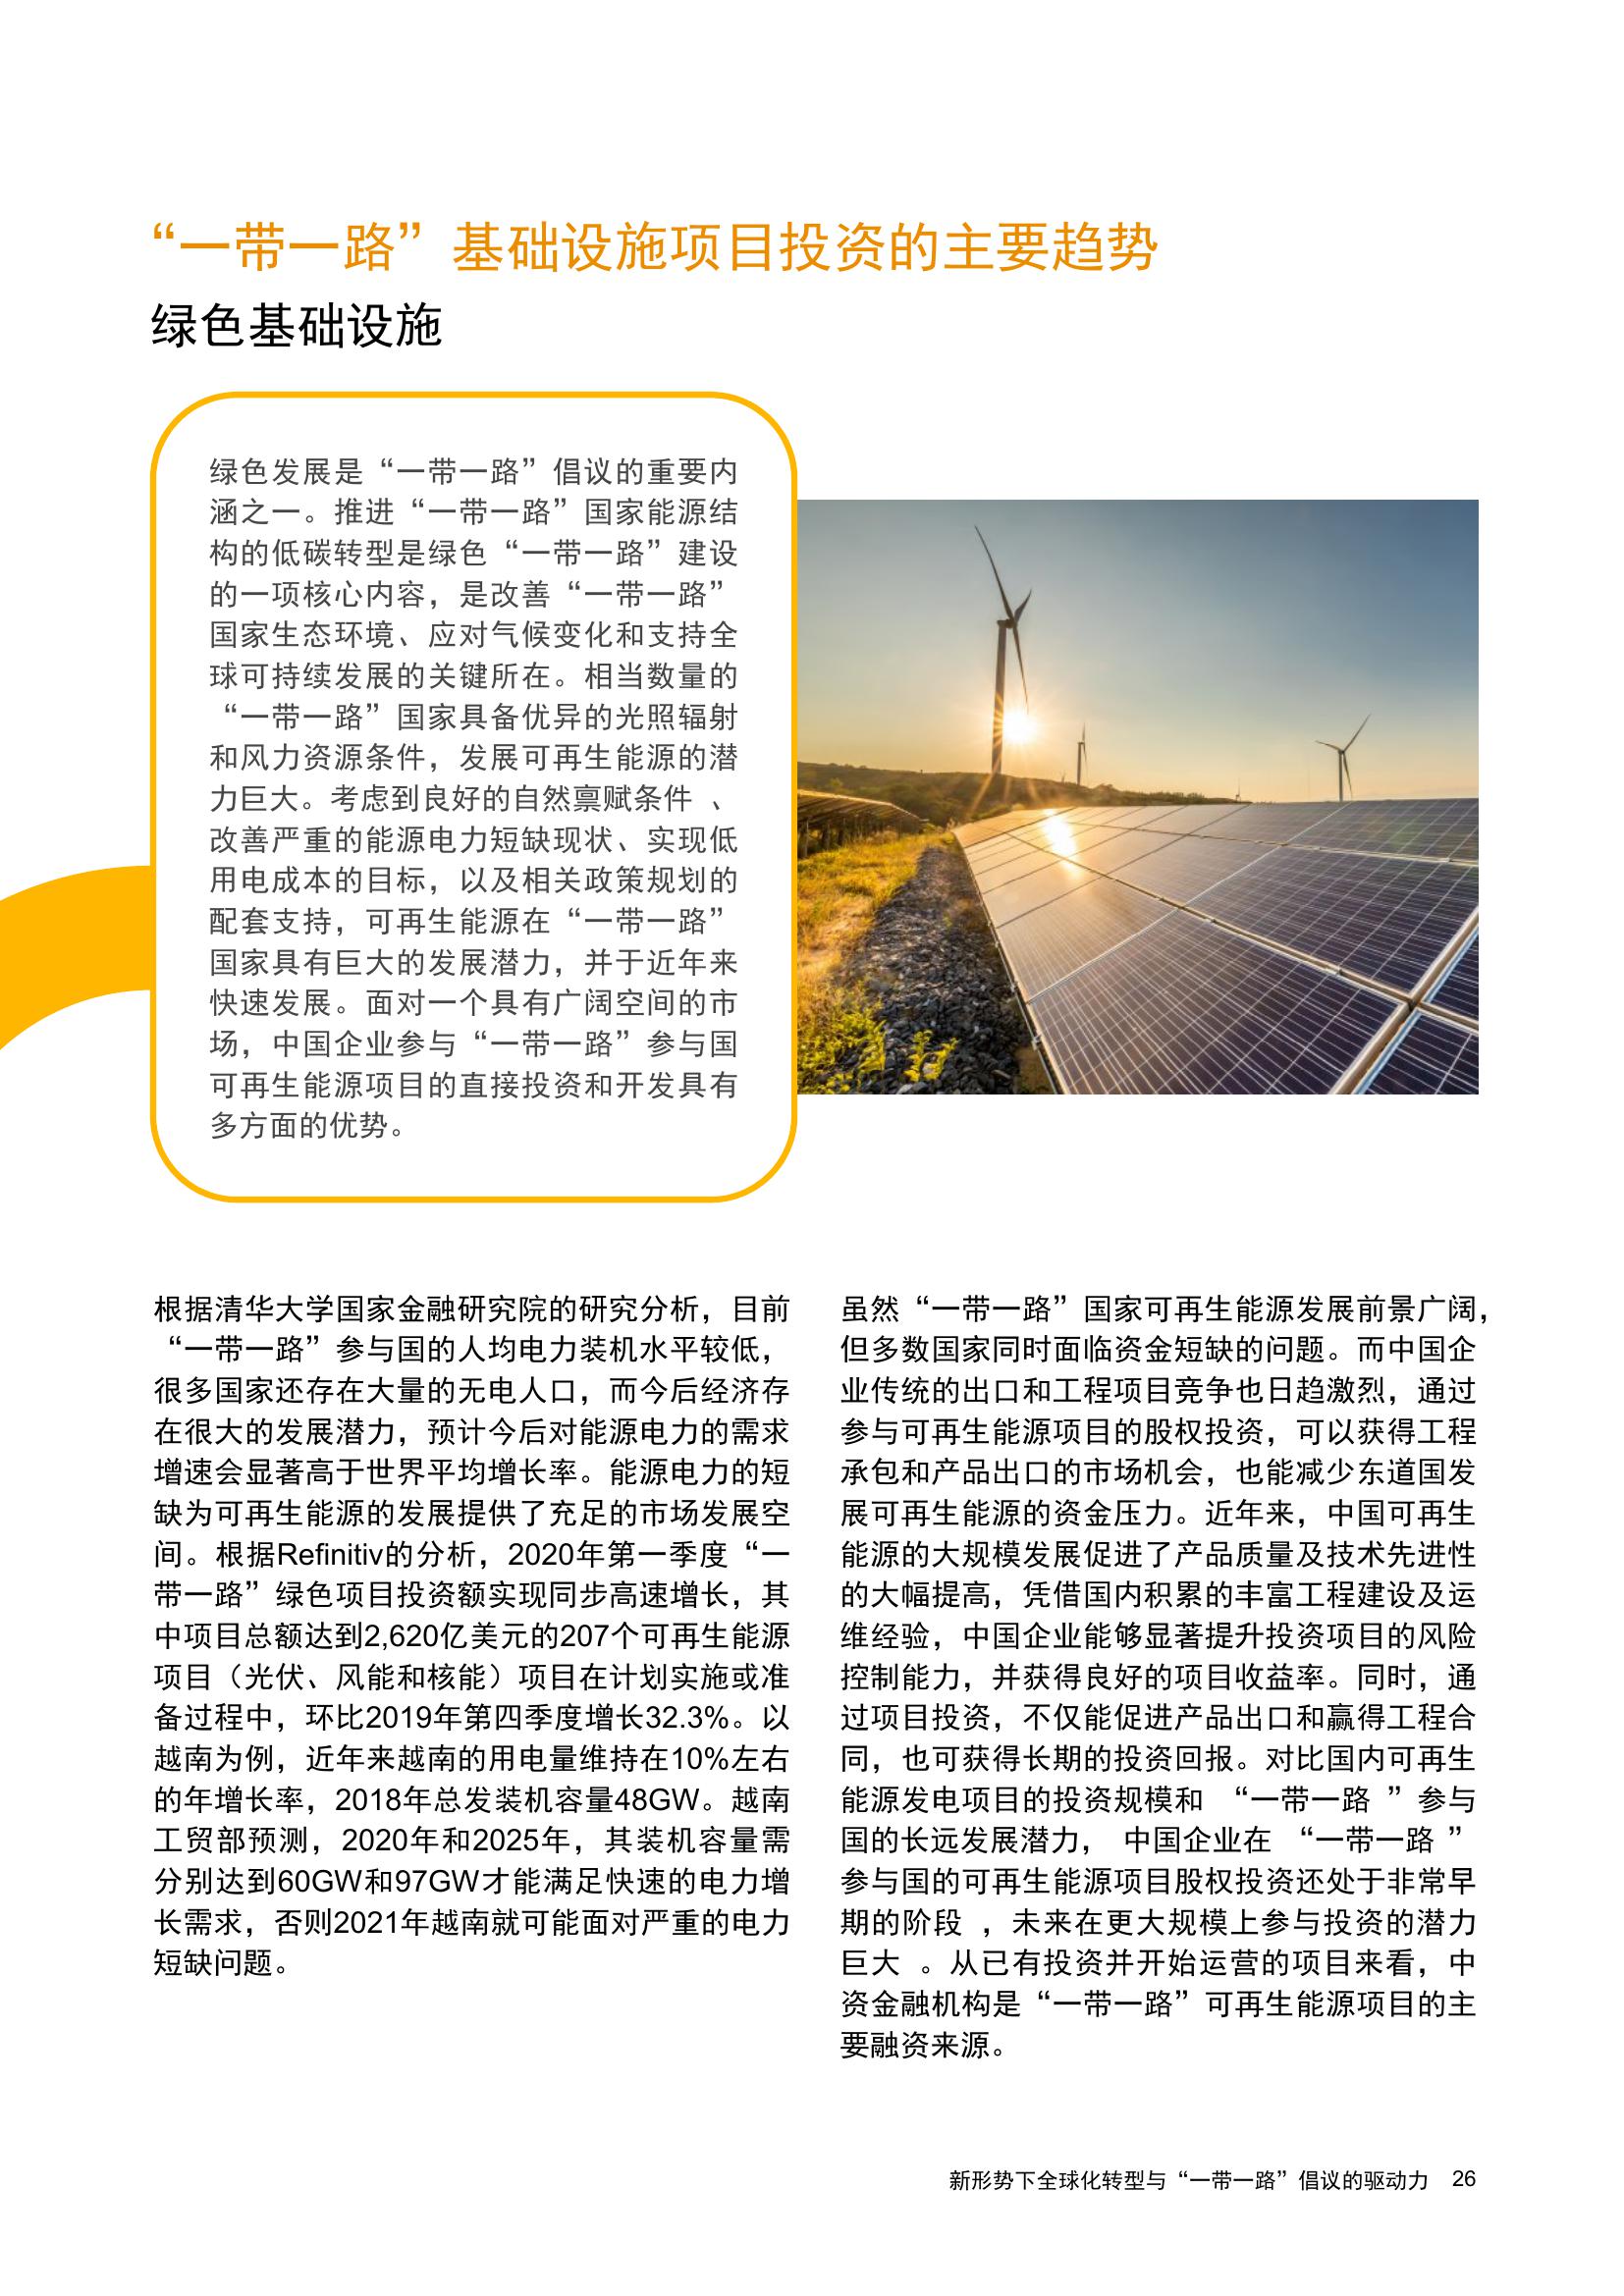 “一带一路”基础设施项目投资的主要趋势
绿色基础设施
绿色发展是“一带一路”倡议的重要内
涵之一。推进“一带一路”国家能源结
构的低碳转型是绿色“一带一路”建设
的一项核心内容，是改善“一带一路”
国家生态环境、应对气候变化和支持全
球可持续发展的关键所在。相当数量的
“一带一路”国家具备优异的光照辐射
和风力资源条件，发展可再生能源的潜
力巨大。考虑到良好的自然禀赋条件 、
改善严重的能源电力短缺现状、实现低
用电成本的目标，以及相关政策规划的
配套支持，可再生能源在“一带一路”
国家具有巨大的发展潜力，并于近年来
快速发展。面对一个具有广阔空间的市
场，中国企业参与“一带一路”参与国
可再生能源项目的直接投资和开发具有
多方面的优势。
根据清华大学国家金融研究院的研究分析，目前
“一带一路”参与国的人均电力装机水平较低，
很多国家还存在大量的无电人口，而今后经济存
在很大的发展潜力，预计今后对能源电力的需求
增速会显著高于世界平均增长率。能源电力的短
缺为可再生能源的发展提供了充足的市场发展空
间。根据Refinitiv的分析，2020年第一季度“一
带一路”绿色项目投资额实现同步高速增长，其
中项目总额达到2,620亿美元的207个可再生能源
项目（光伏、风能和核能）项目在计划实施或准
备过程中，环比2019年第四季度增长32.3%。以
越南为例，近年来越南的用电量维持在10%左右
的年增长率，2018年总发装机容量48GW。越南
工贸部预测，2020年和2025年，其装机容量需
分别达到60GW和97GW才能满足快速的电力增
长需求，否则2021年越南就可能面对严重的电力
短缺问题。
虽然“一带一路”国家可再生能源发展前景广阔，
但多数国家同时面临资金短缺的问题。而中国企
业传统的出口和工程项目竞争也日趋激烈，通过
参与可再生能源项目的股权投资，可以获得工程
承包和产品出口的市场机会，也能减少东道国发
展可再生能源的资金压力。近年来，中国可再生
能源的大规模发展促进了产品质量及技术先进性
的大幅提高，凭借国内积累的丰富工程建设及运
维经验，中国企业能够显著提升投资项目的风险
控制能力，并获得良好的项目收益率。同时，通
过项目投资，不仅能促进产品出口和赢得工程合
同，也可获得长期的投资回报。对比国内可再生
能源发电项目的投资规模和 “一带一路 ”参与
国的长远发展潜力， 中国企业在 “一带一路 ”
参与国的可再生能源项目股权投资还处于非常早
期的阶段 ，未来在更大规模上参与投资的潜力
巨大 。从已有投资并开始运营的项目来看，中
资金融机构是“一带一路”可再生能源项目的主
要融资来源。
新形势下全球化转型与“一带一路”倡议的驱动力 26